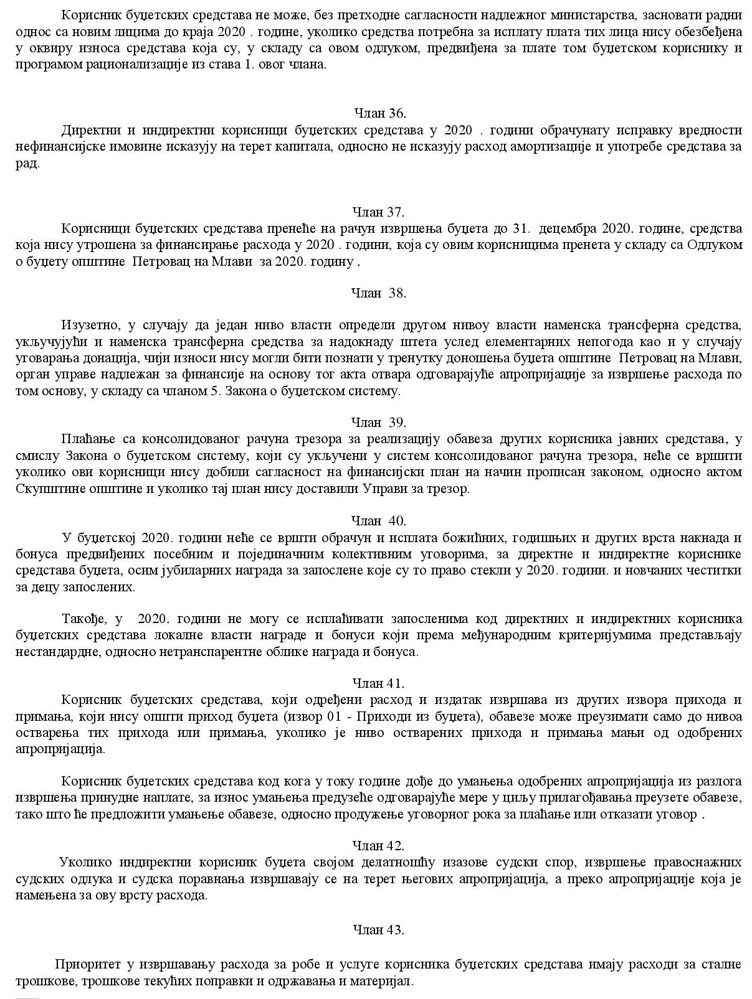 Корисник буџетских средстава не може, без претходне сагласности надлежног министарства, засновати радни
однос са новим лицима до краја 2020 . године, уколико средства потребна за исплату плата тих лица нису обезбеђена
у оквиру износа средстава која су, у складу са овом одлуком, предвиђена за плате том буџетском кориснику и
програмом рационализације из става 1. овог члана.
Члан 36.
Директни и индиректни корисници буџетских средстава у 2020 . години обрачунату исправку вредности
нефинансијске имовине исказују на терет капитала, односно не исказују расход амортизације и употребе средстава за
рад.
Члан 37.
Корисници буџетских средстава пренеће на рачун извршења буџета до 31. децембра 2020. године, средства
која нису утрошена за финансирање расхода у 2020 . години, која су овим корисницима пренета у складу са Одлуком
о буџету општине Петровац на Млави за 2020. годину .
Члан 38.
Изузетно, у случају да један ниво власти определи другом нивоу власти наменска трансферна средства,
укључујући и наменска трансферна средства за надокнаду штета услед елементарних непогода као и у случају
уговарања донација, чији износи нису могли бити познати у тренутку доношења буџета општине Петровац на Млави,
орган управе надлежан за финансије на основу тог акта отвара одговарајуће апропријације за извршење расхода по
том основу, у складу са чланом 5. Закона о буџетском систему.
Члан 39.
Плаћање са консолидованог рачуна трезора за реализацију обавеза других корисника јавних средстава, у
смислу Закона о буџетском систему, који су укључени у систем консолидованог рачуна трезора, неће се вршити
уколико ови корисници нису добили сагласност на финансијски план на начин прописан законом, односно актом
Скупштине општине и уколико тај план нису доставили Управи за трезор.
Члан 40.
У буџетској 2020. години неће се вршти обрачун и исплата божићних, годишњих и других врста накнада и
бонуса предвиђених посебним и појединачним колективним уговорима, за директне и индиректне кориснике
средстава буџета, осим јубиларних награда за запослене које су то право стекли у 2020. години. и новчаних честитки
за децу запослених.
Такође, у 2020. години не могу се исплаћивати запосленима код директних и индиректних корисника
буџетских средстава локалне власти награде и бонуси који према међународним критеријумима представљају
нестандардне, односно нетранспарентне облике награда и бонуса.
Члан 41.
Корисник буџетских средстава, који одређени расход и издатак извршава из других извора прихода и
примања, који нису општи приход буџета (извор 01 - Приходи из буџета), обавезе може преузимати само до нивоа
остварења тих прихода или примања, уколико је ниво остварених прихода и примања мањи од одобрених
апропријација.
Корисник буџетских средстава код кога у току године дође до умањења одобрених апропријација из разлога
извршења принудне наплате, за износ умањења предузеће одговарајуће мере у циљу прилагођавања преузете обавезе,
тако што ће предложити умањење обавезе, односно продужење уговорног рока за плаћање или отказати уговор .
Члан 42.
Уколико индиректни корисник буџета својом делатношћу изазове судски спор, извршење правоснажних
судских одлука и судска поравнања извршавају се на терет његових апропријација, а преко апропријације која је
намењена за ову врсту расхода.
Члан 43.
Приоритет у извршавању расхода за робе и услуге корисника буџетских средстава имају расходи за сталне
трошкове, трошкове текућих поправки и одржавања и материјал.